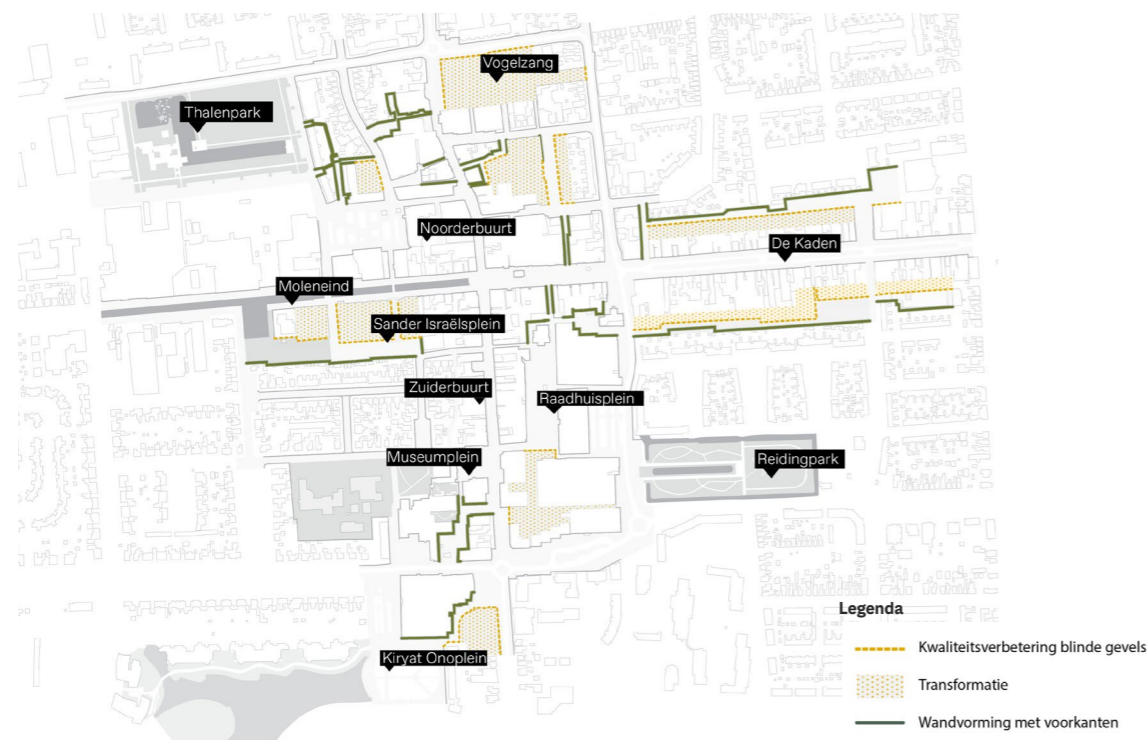 Vogelzang
Thalenpark
Noorderbuurt
De Kaden
Moleneind
Sander Israëlsplein
Zuiderbuurt
Raadhuisplein
Museumplein
Reidingpark
Kiryat Onoplein
Legenda
Kwaliteitsverbetering blinde gevels
Transformatie
Wandvorming met voorkanten